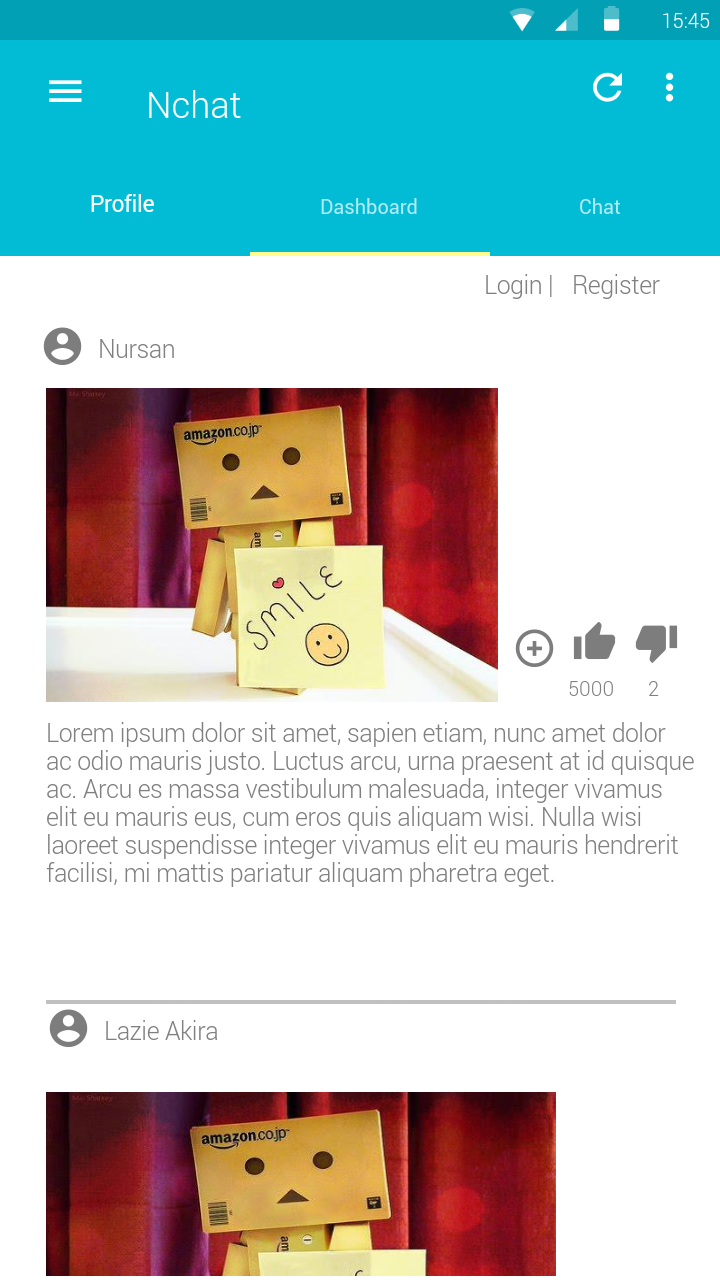 15:45
Nchat
Profile Dashboard Chat
Login | Register
Nursan
Mia Sharkey
amazon.co.jp
SMILE
5000 2
Lorem ipsum dolor sit amet, sapien etiam, nunc amet dolor
ac odio mauris justo. Luctus arcu, urna praesent at id quisque
ac. Arcu es massa vestibulum malesuada, integer vivamus
elit eu mauris eus, cum eros quis aliquam wisi. Nulla wisi
laoreet suspendisse integer vivamus elit eu mauris hendrerit
facilisi, mi mattis pariatur aliquam pharetra eget.
Lazie Akira
amazon.co.jp